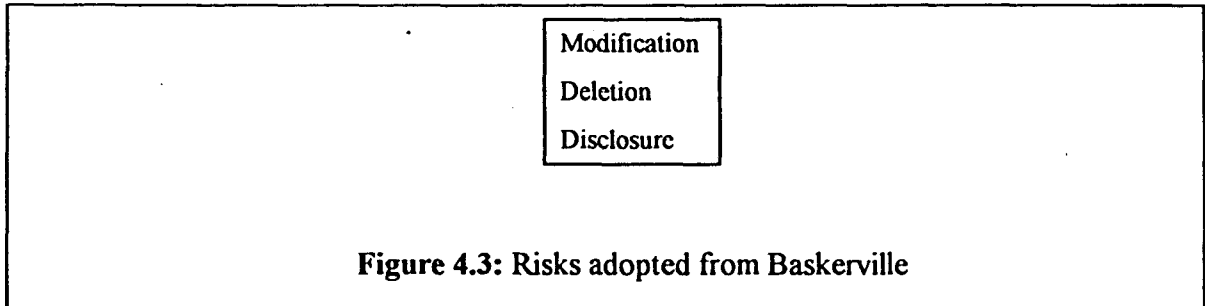 Modification
Deletion
Disclosure
Figure 4.3: Risks adopted from Baskerville